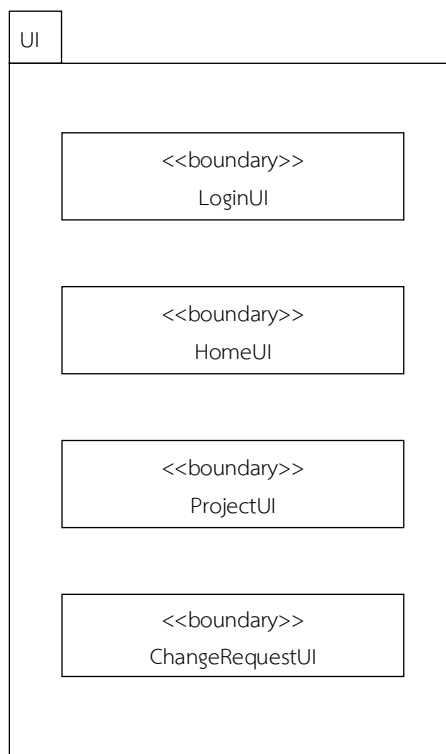 UI
<<boundary>>
LoginUI
<<boundary>>
HomeUI
<<boundary>>
ProjectUI
<<boundary>>
ChangeRequestUI